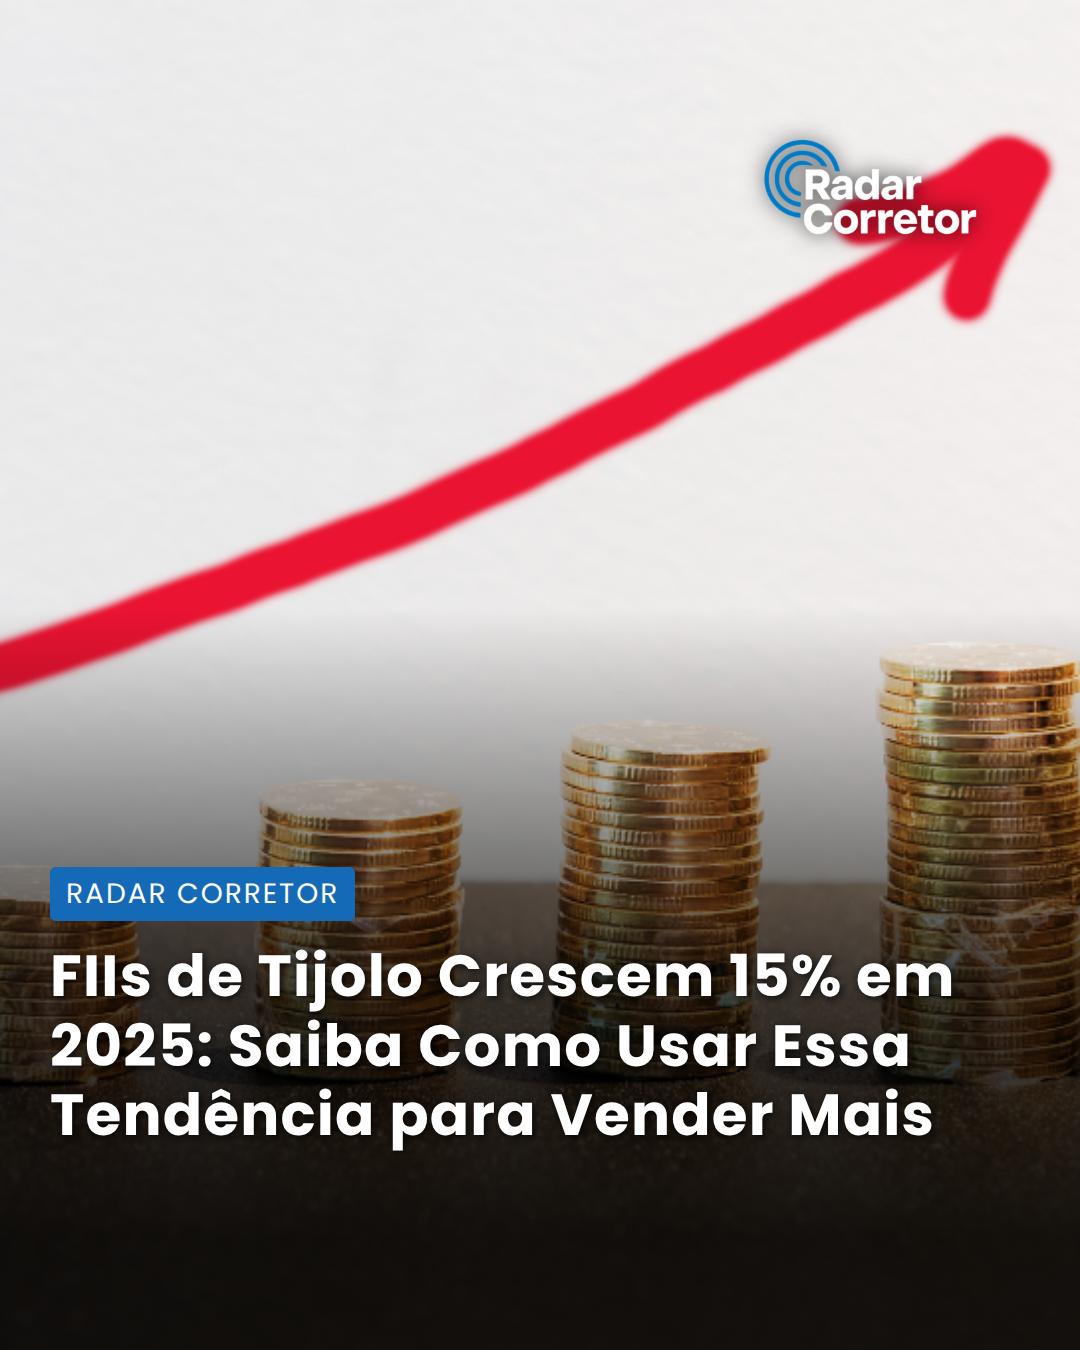 Radar
Corretor
RADAR CORRETOR
FIIs de Tijolo Crescem 15% em
2025: Saiba Como Usar Essa
Tendência para Vender Mais